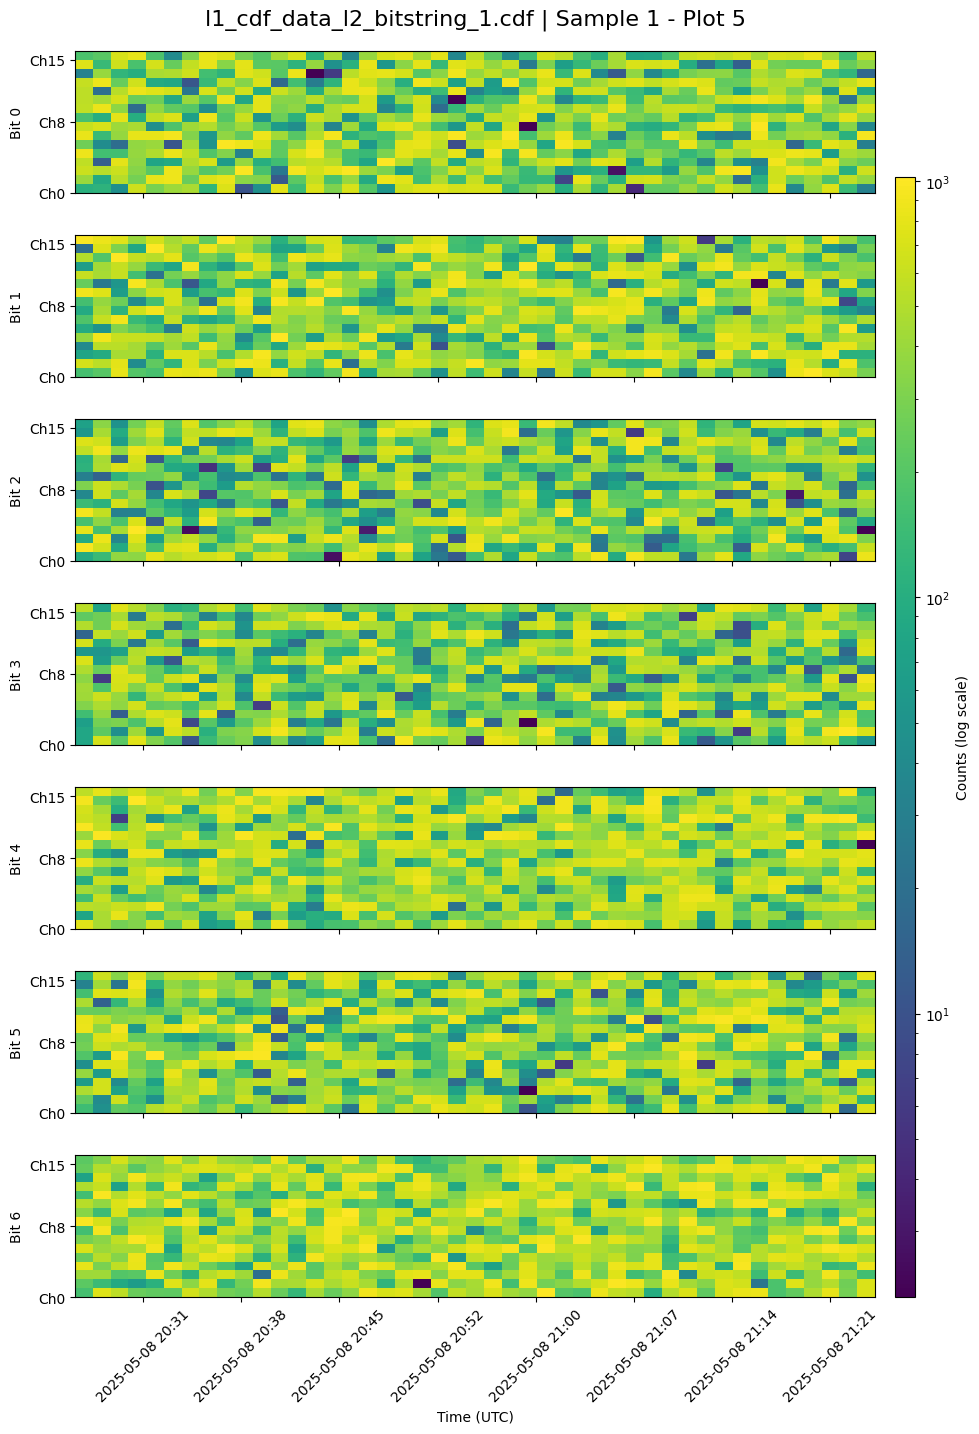 l1_cdf_data_l2_bitstring_1.cdf | Sample 1 - Plot 5
Ch15
Ch8
Ch0
Bit 0
Ch15
Ch8
Ch0
Bit 1
Ch15
Ch8
Ch0
Bit 2
Ch15
Ch8
Ch0
Bit 3
Ch15
Ch8
Ch0
Bit 4
Ch15
Ch8
Ch0
Bit 5
Ch15
Ch8
Ch0
Bit 6
2025-05-08 20:31
2025-05-08 20:38
2025-05-08 20:45
2025-05-08 20:52
2025-05-08 21:00
2025-05-08 21:07
2025-05-08 21:14
2025-05-08 21:21
Time (UTC)
10³
10²
10¹
Counts (log scale)